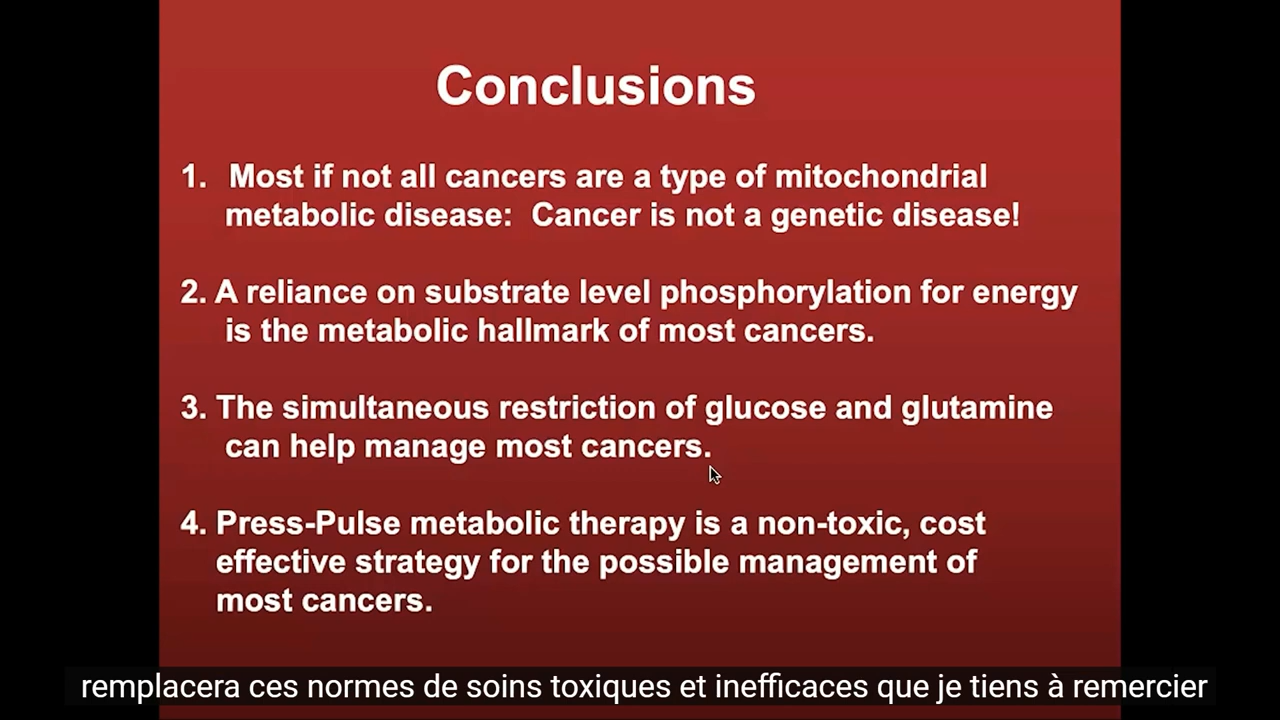 Conclusions
1. Most if not all cancers are a type of mitochondrial
metabolic disease: Cancer is not a genetic disease!
2. A reliance on substrate level phosphorylation for energy
is the metabolic hallmark of most cancers.
3. The simultaneous restriction of glucose and glutamine
can help manage most cancers.
4. Press-Pulse metabolic therapy is a non-toxic, cost
effective strategy for the possible management of
most cancers.
remplacera ces normes de soins toxiques et inefficaces que je tiens à remercier